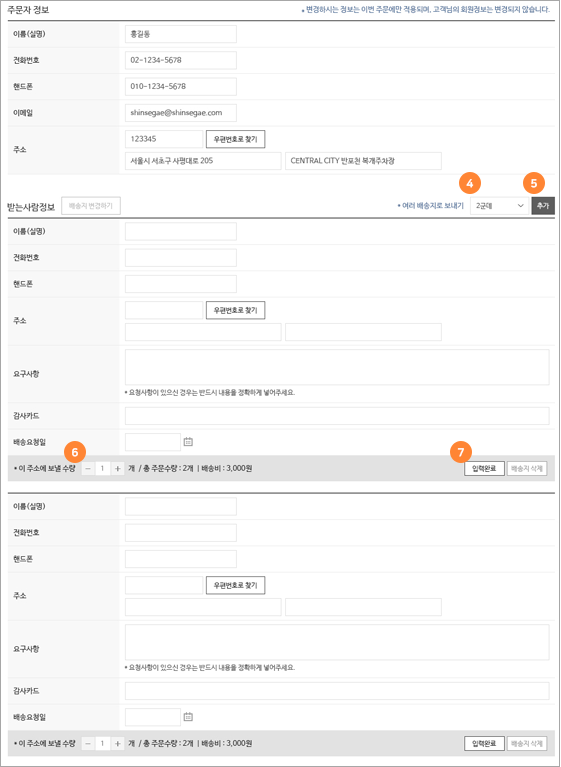 주문자 정보 * 변경하시는 정보는 이번 주문에만 적용되며, 고객님의 회원정보는 변경되지 않습니다.
이름(실명) 홍길동
전화번호 02-1234-5678
핸드폰 010-1234-5678
이메일 shinsegae@shinsegae.com
주소 123345 우편번호로 찾기
서울시 서초구 사평대로 205 CENTRAL CITY 반포천 복개주차장
4 5
받는사람정보 배송지 변경하기 * 여러 배송지로 보내기 2군데 추가
이름(실명)
전화번호
핸드폰
주소 우편번호로 찾기
요구사항
* 요청사항이 있으신 경우는 반드시 내용을 정확하게 넣어주세요.
감사카드
배송요청일
6 7
* 이 주소에 보낼 수량 - 1 + 개 / 총 주문수량 : 2개 | 배송비 : 3,000원 입력완료 배송지 삭제
이름(실명)
전화번호
핸드폰
주소 우편번호로 찾기
요구사항
* 요청사항이 있으신 경우는 반드시 내용을 정확하게 넣어주세요.
감사카드
배송요청일
* 이 주소에 보낼 수량 - 1 + 개 / 총 주문수량 : 2개 | 배송비 : 3,000원 입력완료 배송지 삭제